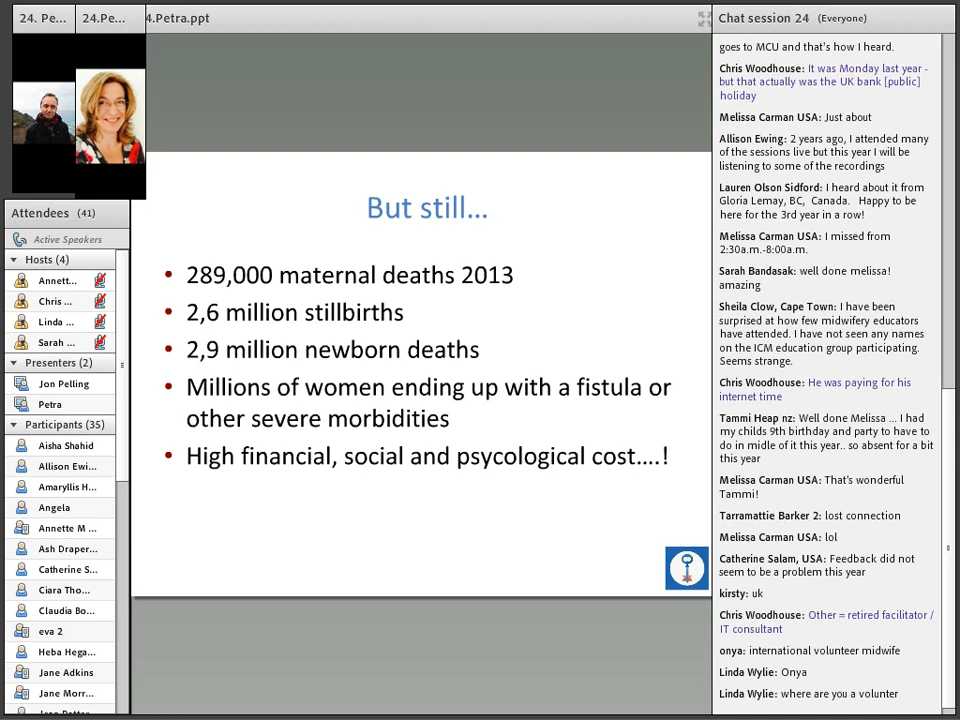 24. Pe...
24.Pe...
4.Petra.ppt
Attendees (41)
Active Speakers
Hosts (4)
Annett...
Chris ...
Linda ...
Sarah ...
Presenters (2)
Jon Pelling
Petra
Participants (35)
Aisha Shahid
Allison Ewi...
Amaryllis H...
Angela
Annette M ...
Ash Draper...
Catherine S...
Ciara Tho...
Claudia Bo...
eva 2
Heba Hega...
Jane Adkins
Jane Morr...
But still...
• 289,000 maternal deaths 2013
• 2,6 million stillbirths
• 2,9 million newborn deaths
• Millions of women ending up with a fistula or
other severe morbidities
• High financial, social and psycological cost....!
Chat session 24 (Everyone)
goes to MCU and that's how I heard.
Chris Woodhouse: It was Monday last year -
but that actually was the UK bank [public]
holiday
Melissa Carman USA: Just about
Allison Ewing: 2 years ago, I attended many
of the sessions live but this year I will be
listening to some of the recordings
Lauren Olson Sidford: I heard about it from
Gloria Lemay, BC, Canada. Happy to be
here for the 3rd year in a row!
Melissa Carman USA: I missed from
2:30a.m.-8:00a.m.
Sarah Bandasak: well done melissa!
amazing
Sheila Clow, Cape Town: I have been
surprised at how few midwifery educators
have attended. I have not seen any names
on the ICM education group participating.
Seems strange.
Chris Woodhouse: He was paying for his
internet time
Tammi Heap nz: Well done Melissa ... I had
my childs 9th birthday and party to have to
do in midle of it this year.. so absent for a bit
this year
Melissa Carman USA: That's wonderful
Tammi!
Tarramattie Barker 2: lost connection
Melissa Carman USA: lol
Catherine Salam, USA: Feedback did not
seem to be a problem this year
kirsty: uk
Chris Woodhouse: Other = retired facilitator /
IT consultant
onya: international volunteer midwife
Linda Wylie: Onya
Linda Wylie: where are you a volunter